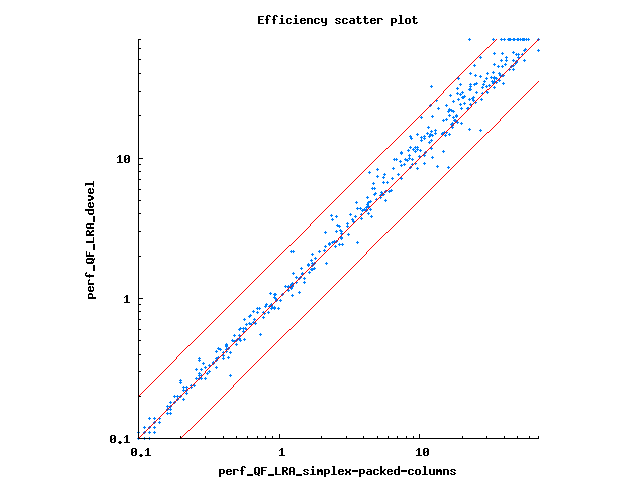 Efficiency scatter plot
perf_QF_LRA_devel
10
1
0.1
0.1
1
10
perf_QF_LRA_simplex-packed-columns